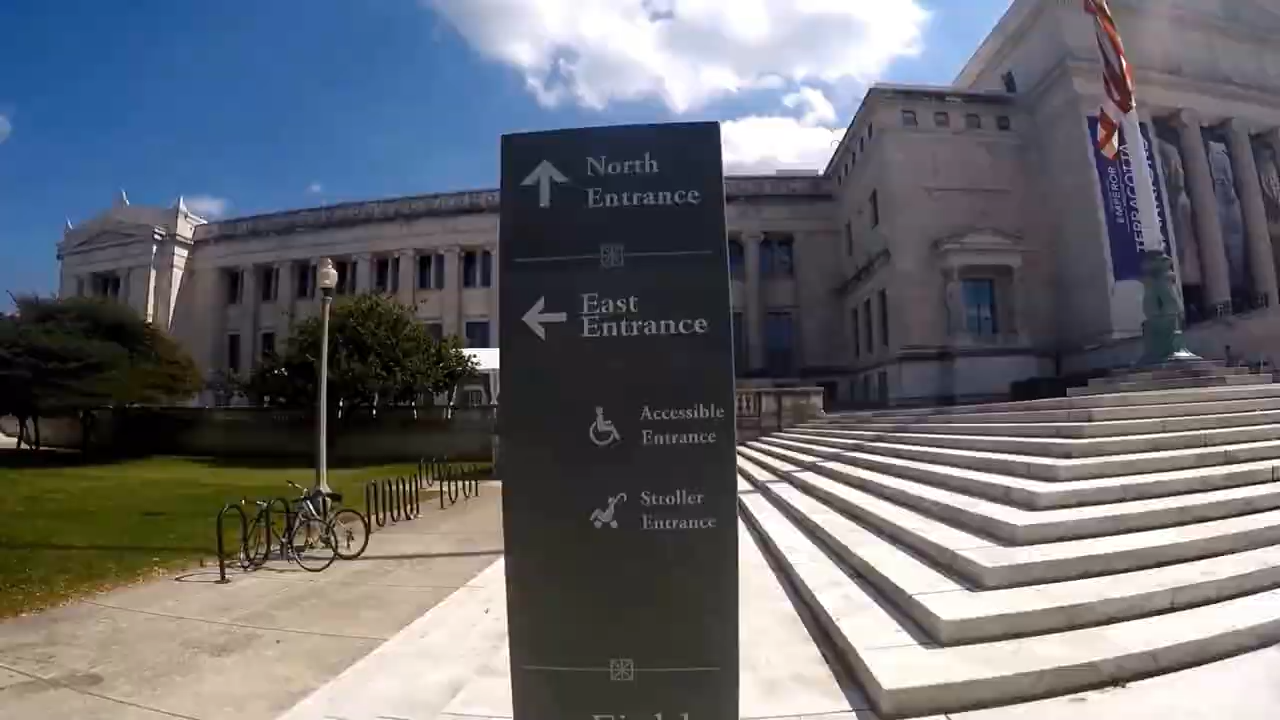 North
Entrance
East
Entrance
Accessible
Entrance
Stroller
Entrance
EMPEROR
TERRACOTTA